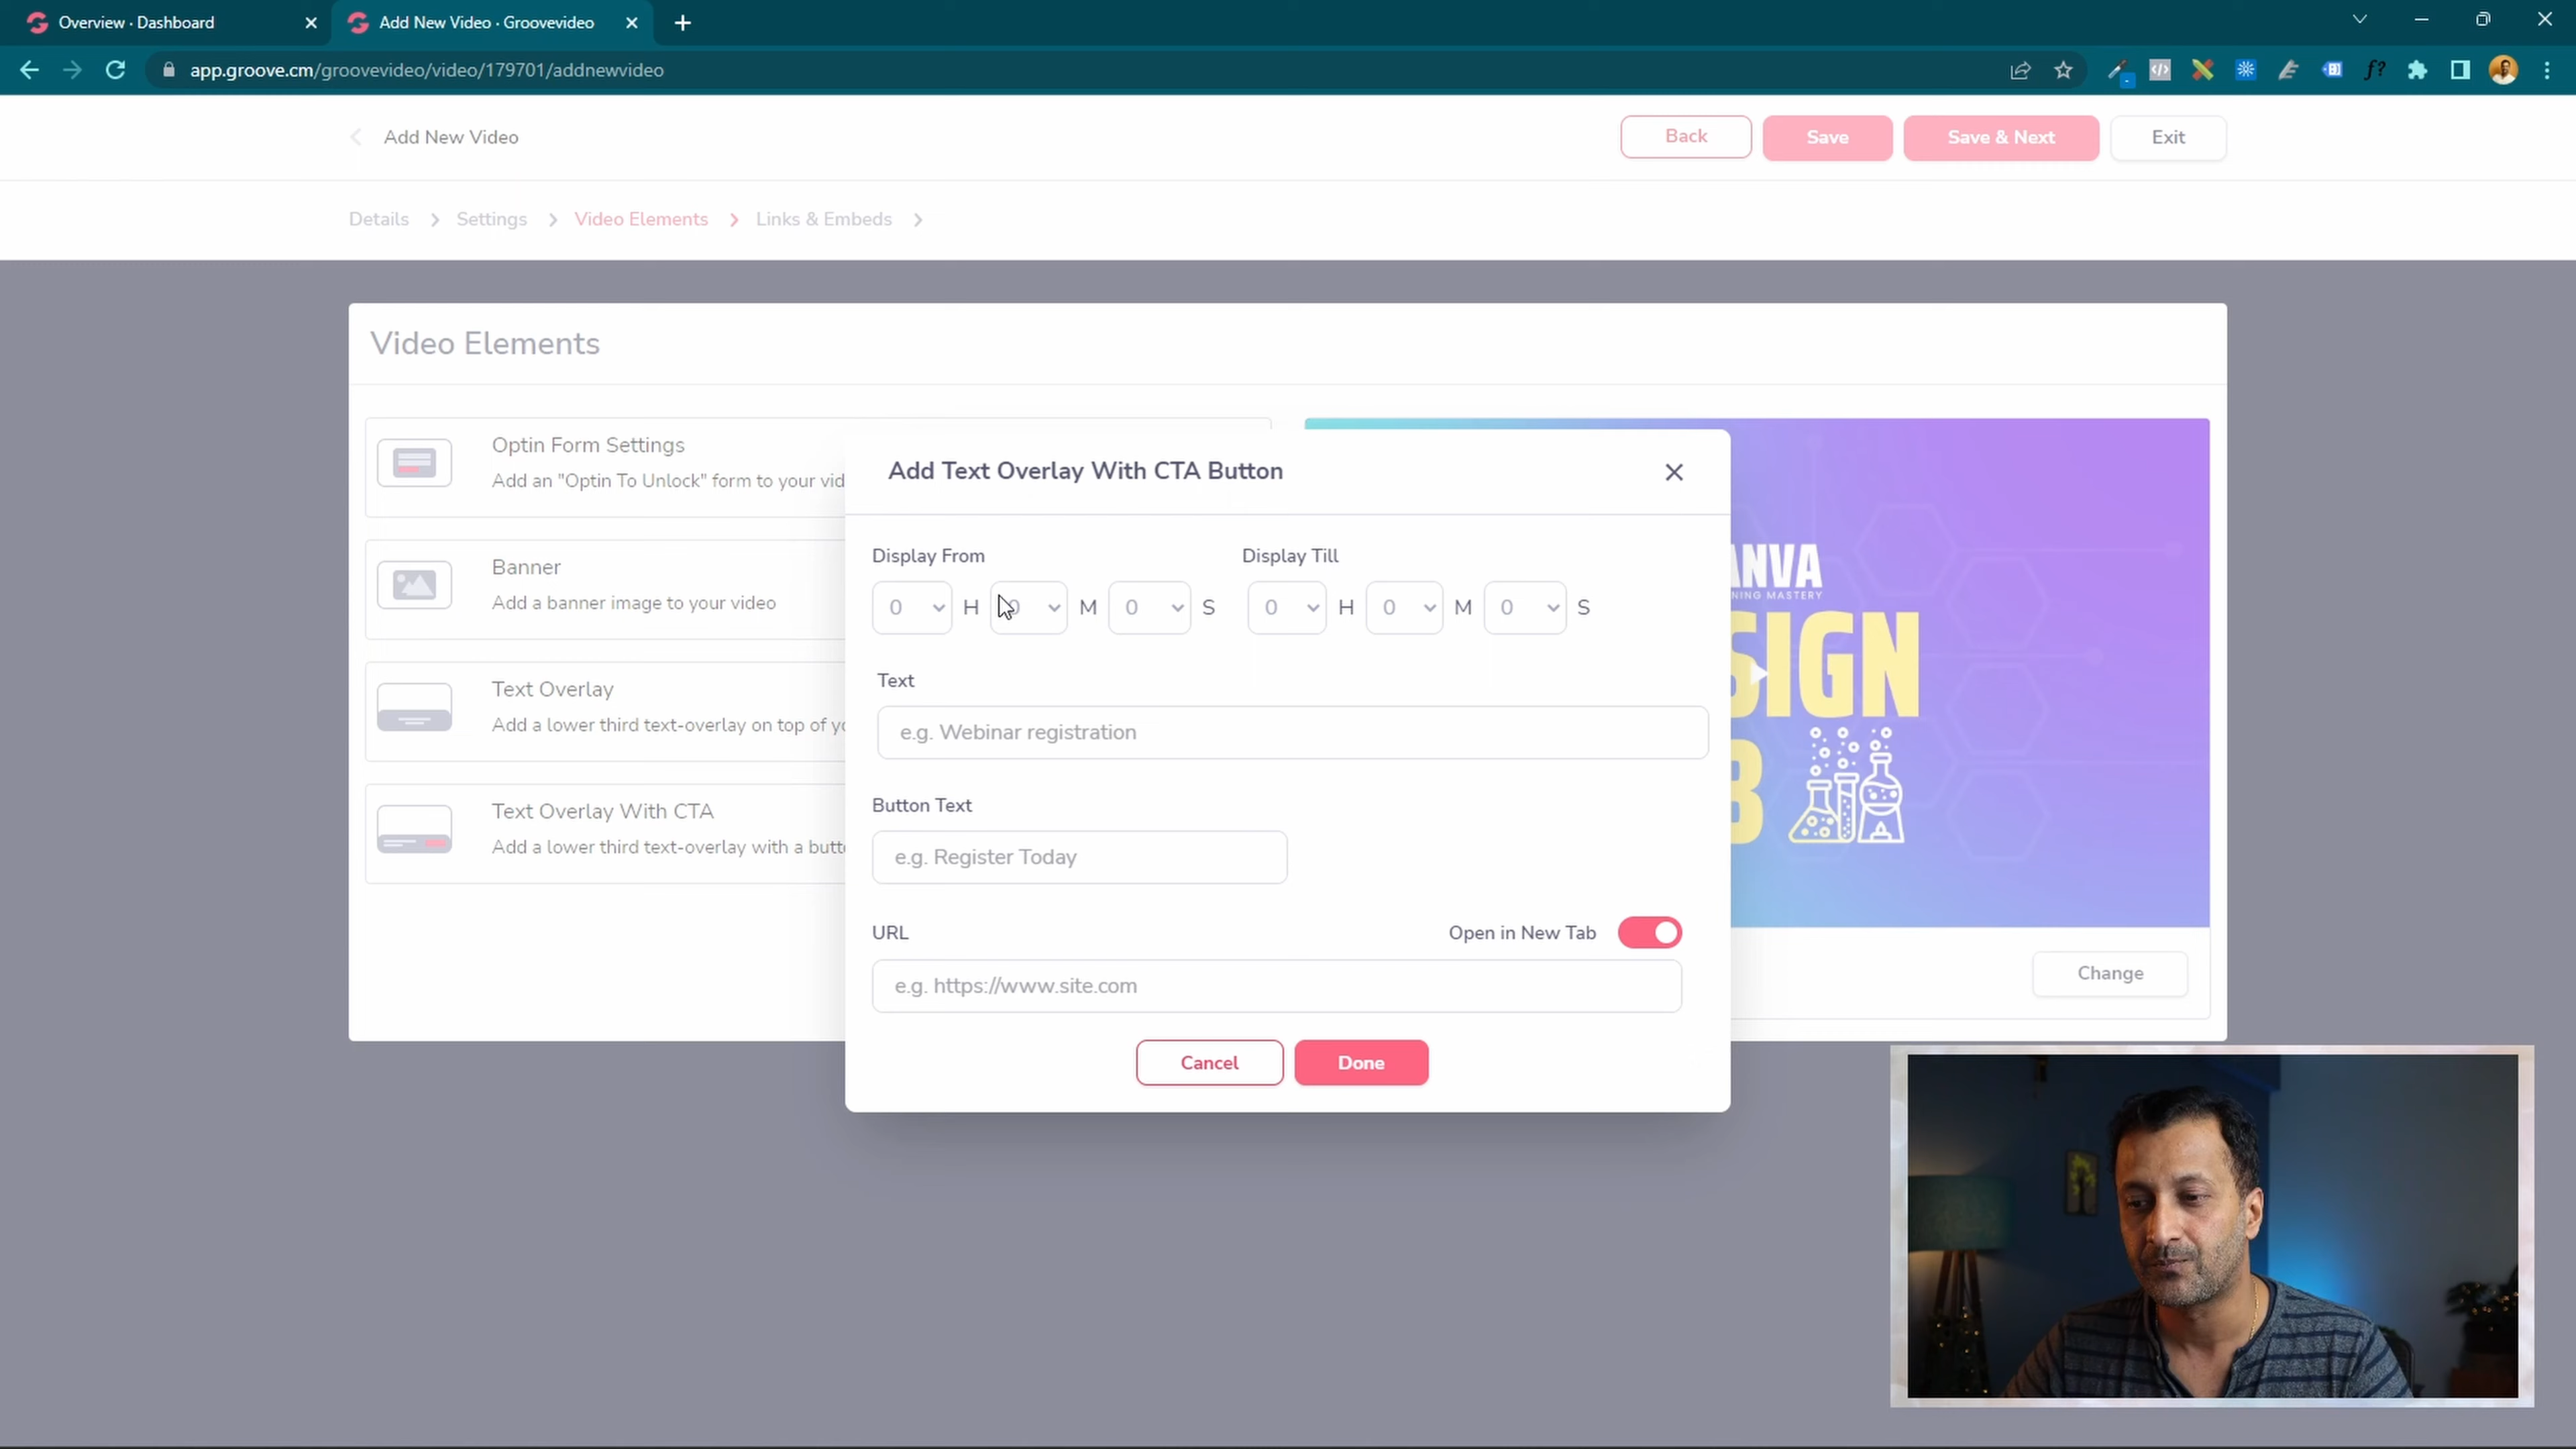 Overview · Dashboard
Add New Video · Groovevideo
app.groove.cm/groovevideo/video/179701/addnewvideo
f?
Add New Video
Back
Save
Save & Next
Exit
Details
Settings
Video Elements
Links & Embeds
Video Elements
Optin Form Settings
Add an "Optin To Unlock" form to your vid
Banner
Add a banner image to your video
Text Overlay
Add a lower third text-overlay on top of yo
Text Overlay With CTA
Add a lower third text-overlay with a butt
Add Text Overlay With CTA Button
Display From
Display Till
0 H 0 M 0 S 0 H 0 M 0 S
Text
e.g. Webinar registration
Button Text
e.g. Register Today
URL
Open in New Tab
e.g. https://www.site.com
Cancel
Done
ANVA
NING MASTERY
SIGN
B
Change